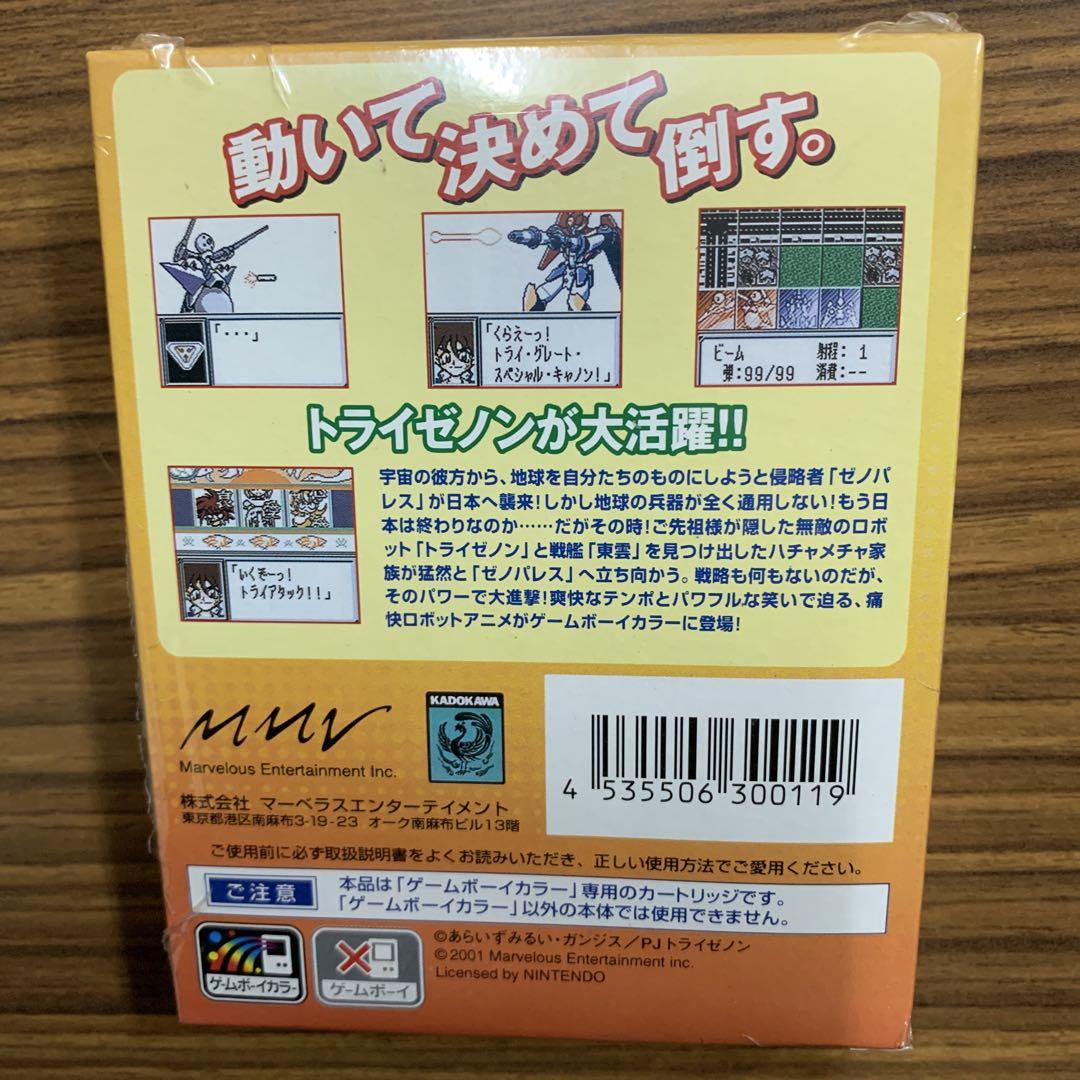 動いて決めて倒す。
「・・・」
「くらえーっ!
トライ・グレート・
スペシャル・キャノン!」
ビーム 射程: 1
弾:99/99 消費:--
トライゼノンが大活躍!!
「いくぞーっ!
トライアタック!!」
宇宙の彼方から、地球を自分たちのものにしようと侵略者「ゼノパ
レス」が日本へ襲来!しかし地球の兵器が全く通用しない!もう日
本は終わりなのか……だがその時!ご先祖様が隠した無敵のロボ
ット「トライゼノン」と戦艦「東雲」を見つけ出したハチャメチャ家
族が猛然と「ゼノパレス」へ立ち向かう。戦略も何もないのだが、
そのパワーで大進撃!爽快なテンポとパワフルな笑いで迫る、痛
快ロボットアニメがゲームボーイカラーに登場!
MMV
Marvelous Entertainment Inc.
KADOKAWA
株式会社 マーベラスエンターテイメント
東京都港区南麻布3-19-23 オーク南麻布ビル13階
4 535506 300119
ご使用前に必ず取扱説明書をよくお読みいただき、正しい使用方法でご愛用ください。
ご注意
本品は「ゲームボーイカラー」専用のカートリッジです。
「ゲームボーイカラー」以外の本体では使用できません。
ゲームボーイカラー
ゲームボーイ
©あらいずみるい・ガンジス/PJトライゼノン
©2001 Marvelous Entertainment inc.
Licensed by NINTENDO